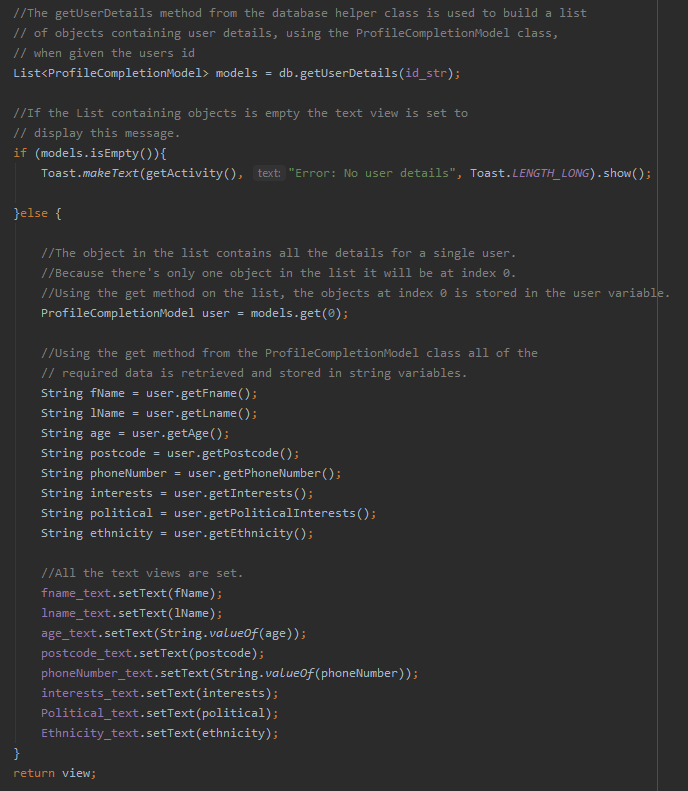 //The getUserDetails method from the database helper class is used to build a list
// of objects containing user details, using the ProfileCompletionModel class,
// when given the users id
List<ProfileCompletionModel> models = db.getUserDetails(id_str);
//If the List containing objects is empty the text view is set to
// display this message.
if (models.isEmpty()){
Toast.makeText(getActivity(), text: "Error: No user details", Toast.LENGTH_LONG).show();
}else {
//The object in the list contains all the details for a single user.
//Because there's only one object in the list it will be at index 0.
//Using the get method on the list, the objects at index 0 is stored in the user variable.
ProfileCompletionModel user = models.get(0);
//Using the get method from the ProfileCompletionModel class all of the
// required data is retrieved and stored in string variables.
String fName = user.getFname();
String lName = user.getLname();
String age = user.getAge();
String postcode = user.getPostcode();
String phoneNumber = user.getPhoneNumber();
String interests = user.getInterests();
String political = user.getPoliticalInterests();
String ethnicity = user.getEthnicity();
//All the text views are set.
fname_text.setText(fName);
lname_text.setText(lName);
age_text.setText(String.valueOf(age));
postcode_text.setText(postcode);
phoneNumber_text.setText(String.valueOf(phoneNumber));
interests_text.setText(interests);
Political_text.setText(political);
Ethnicity_text.setText(ethnicity);
}
return view;